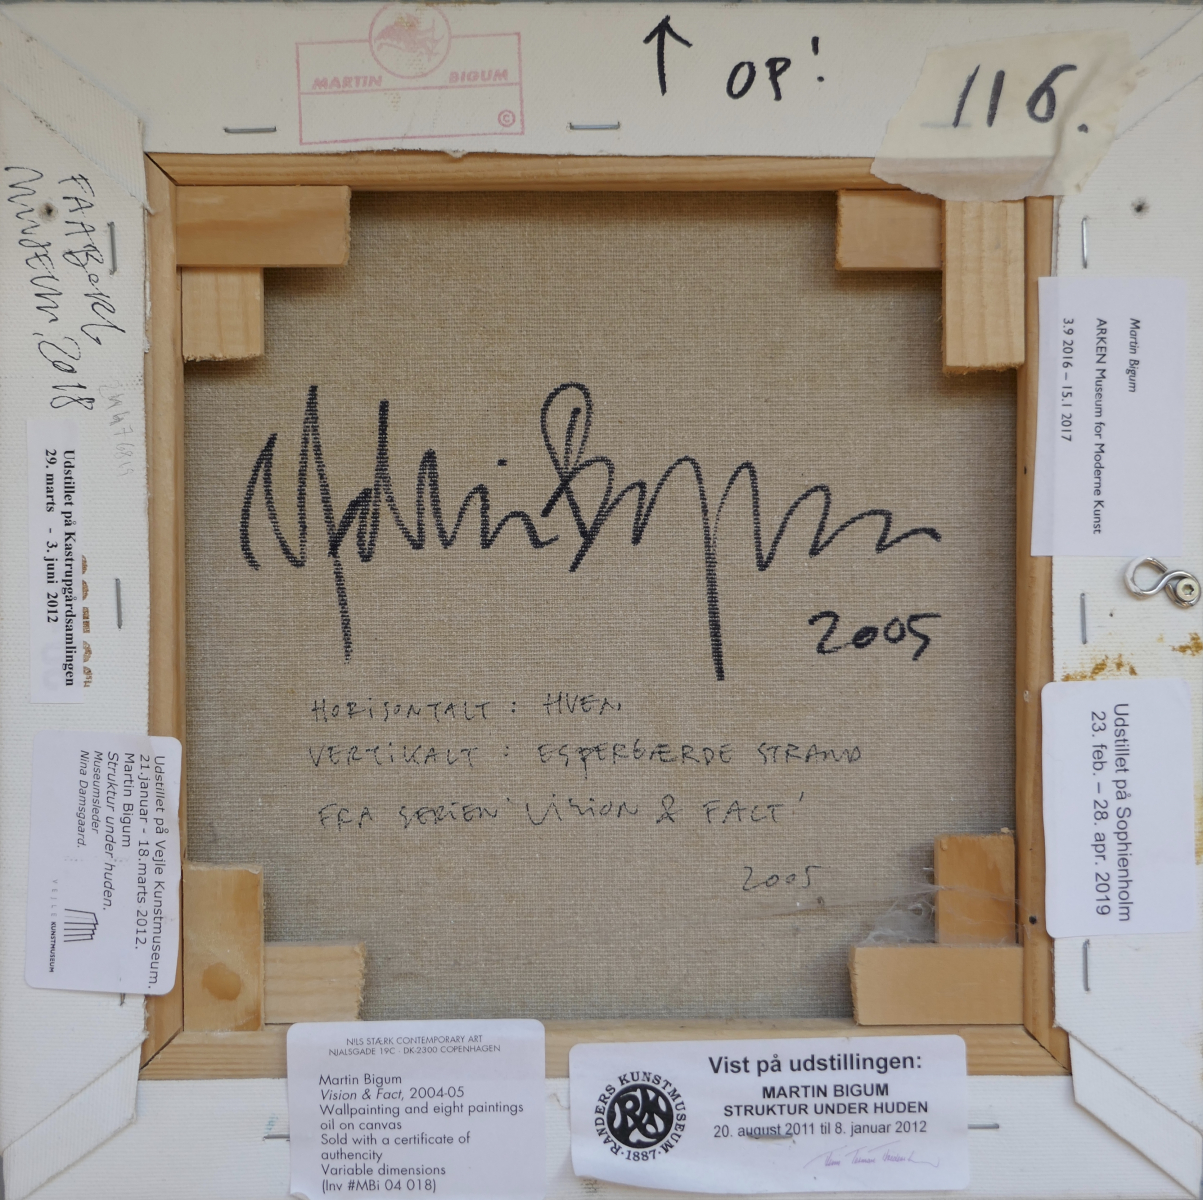 MARTIN BIGUM
©
↑ OP!
116.
FAABORG
MUSEUM, 2018
Udstillet på Kastrupgårdsamlingen
29. marts - 3. juni 2012
Udstillet på Vejle Kunstmuseum.
21.januar - 18.marts 2012.
Martin Bigum
Struktur under huden.
Museumsleder
Nina Damsgaard.
VEJLE KUNSTMUSEUM
Martin Bigum
2005
HORISONTALT : HVEN
VERTIKALT : ESPERGÆRDE STRAND
FRA SERIEN 'VISION & FACT'
2005.
Martin Bigum
ARKEN Museum for Moderne Kunst
3.9 2016 – 15.1 2017
Udstillet på Sophienholm
23. feb. – 28. apr. 2019
NILS STÆRK CONTEMPORARY ART
NJALSGADE 19C · DK-2300 COPENHAGEN
Martin Bigum
Vision & Fact, 2004-05
Wallpainting and eight paintings
oil on canvas
Sold with a certificate of
authencity
Variable dimensions
(Inv #MBi 04 018)
RANDERS KUNSTMUSEUM
RKM
·1887·
Vist på udstillingen:
MARTIN BIGUM
STRUKTUR UNDER HUDEN
20. august 2011 til 8. januar 2012